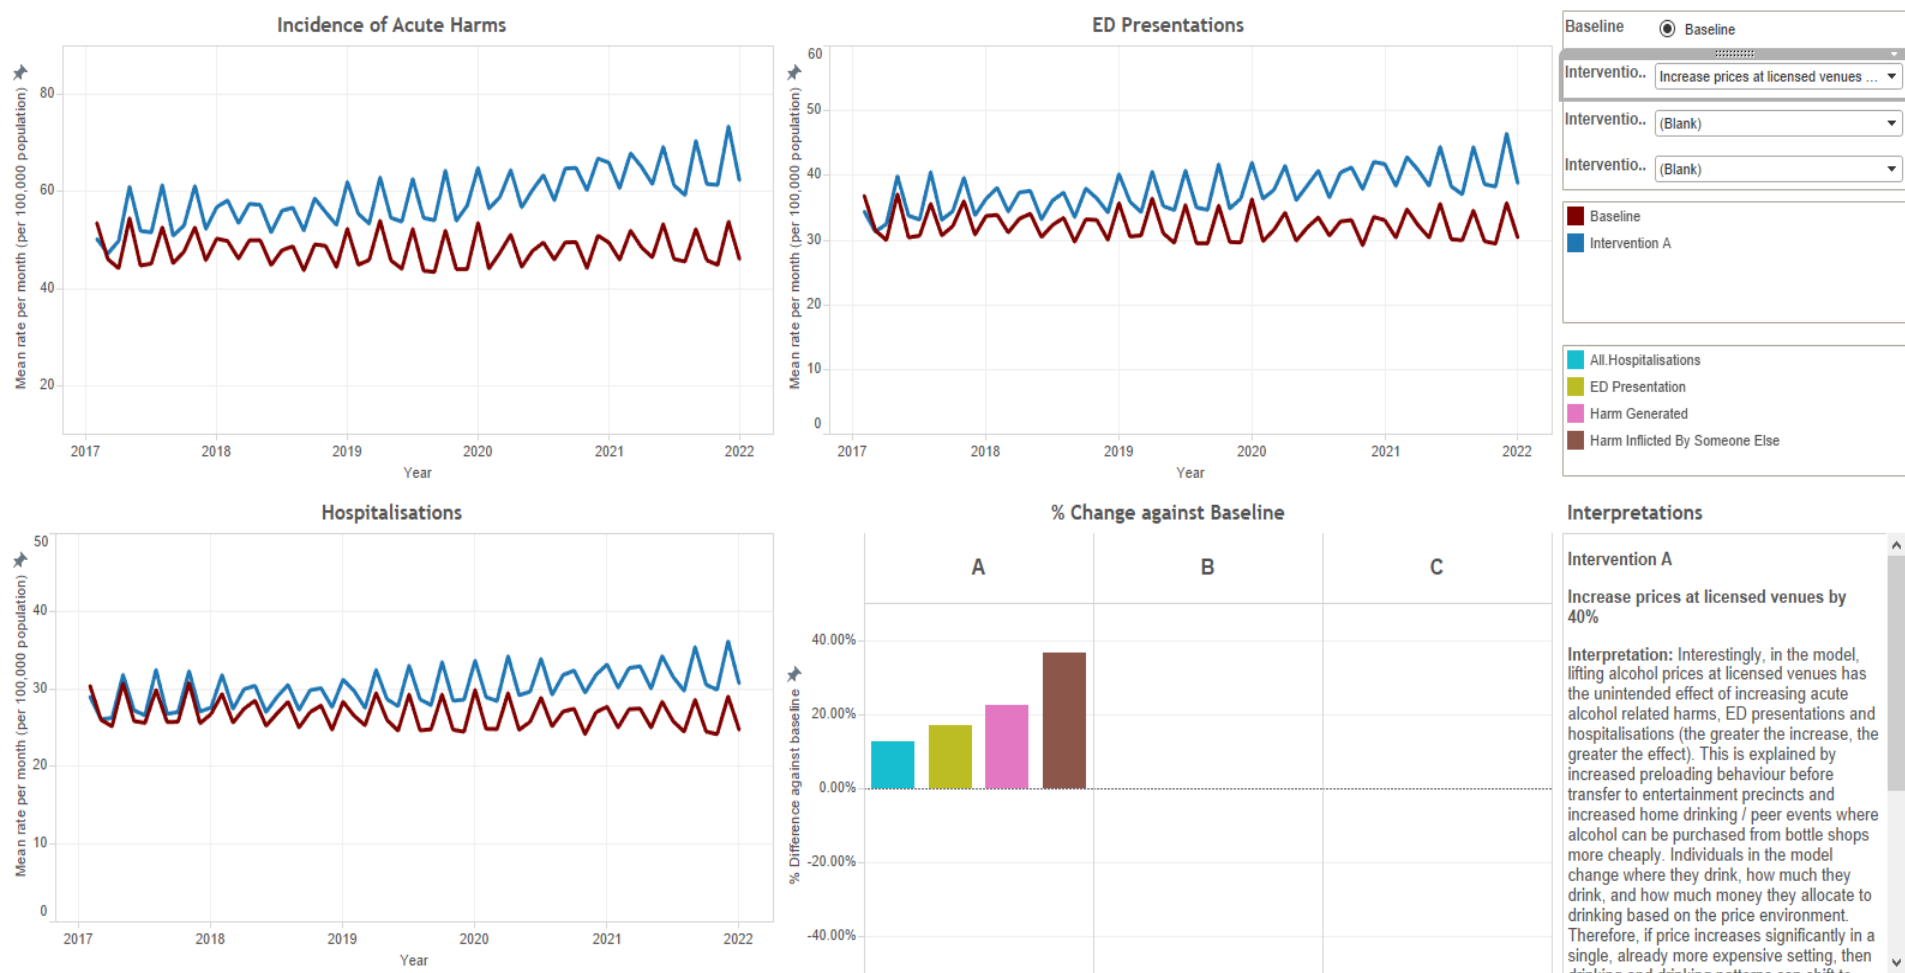 Incidence of Acute Harms
Mean rate per month (per 100,000 population)
80
60
40
20
2017
2018
2019
2020
2021
2022
Year
ED Presentations
Mean rate per month (per 100,000 population)
60
50
40
30
20
10
0
2017
2018
2019
2020
2021
2022
Year
Baseline
Baseline
Interventio..
Increase prices at licensed venues ...
Interventio..
(Blank)
Interventio..
(Blank)
Baseline
Intervention A
All.Hospitalisations
ED Presentation
Harm Generated
Harm Inflicted By Someone Else
Hospitalisations
Mean rate per month (per 100,000 population)
50
40
30
20
10
0
2017
2018
2019
2020
2021
2022
Year
% Change against Baseline
A
B
C
% Difference against baseline
40.00%
20.00%
0.00%
-20.00%
-40.00%
Interpretations
Intervention A
Increase prices at licensed venues by
40%
Interpretation: Interestingly, in the model,
lifting alcohol prices at licensed venues has
the unintended effect of increasing acute
alcohol related harms, ED presentations and
hospitalisations (the greater the increase, the
greater the effect). This is explained by
increased preloading behaviour before
transfer to entertainment precincts and
increased home drinking / peer events where
alcohol can be purchased from bottle shops
more cheaply. Individuals in the model
change where they drink, how much they
drink, and how much money they allocate to
drinking based on the price environment.
Therefore, if price increases significantly in a
single, already more expensive setting, then
drinking and drinking patterns can shift to